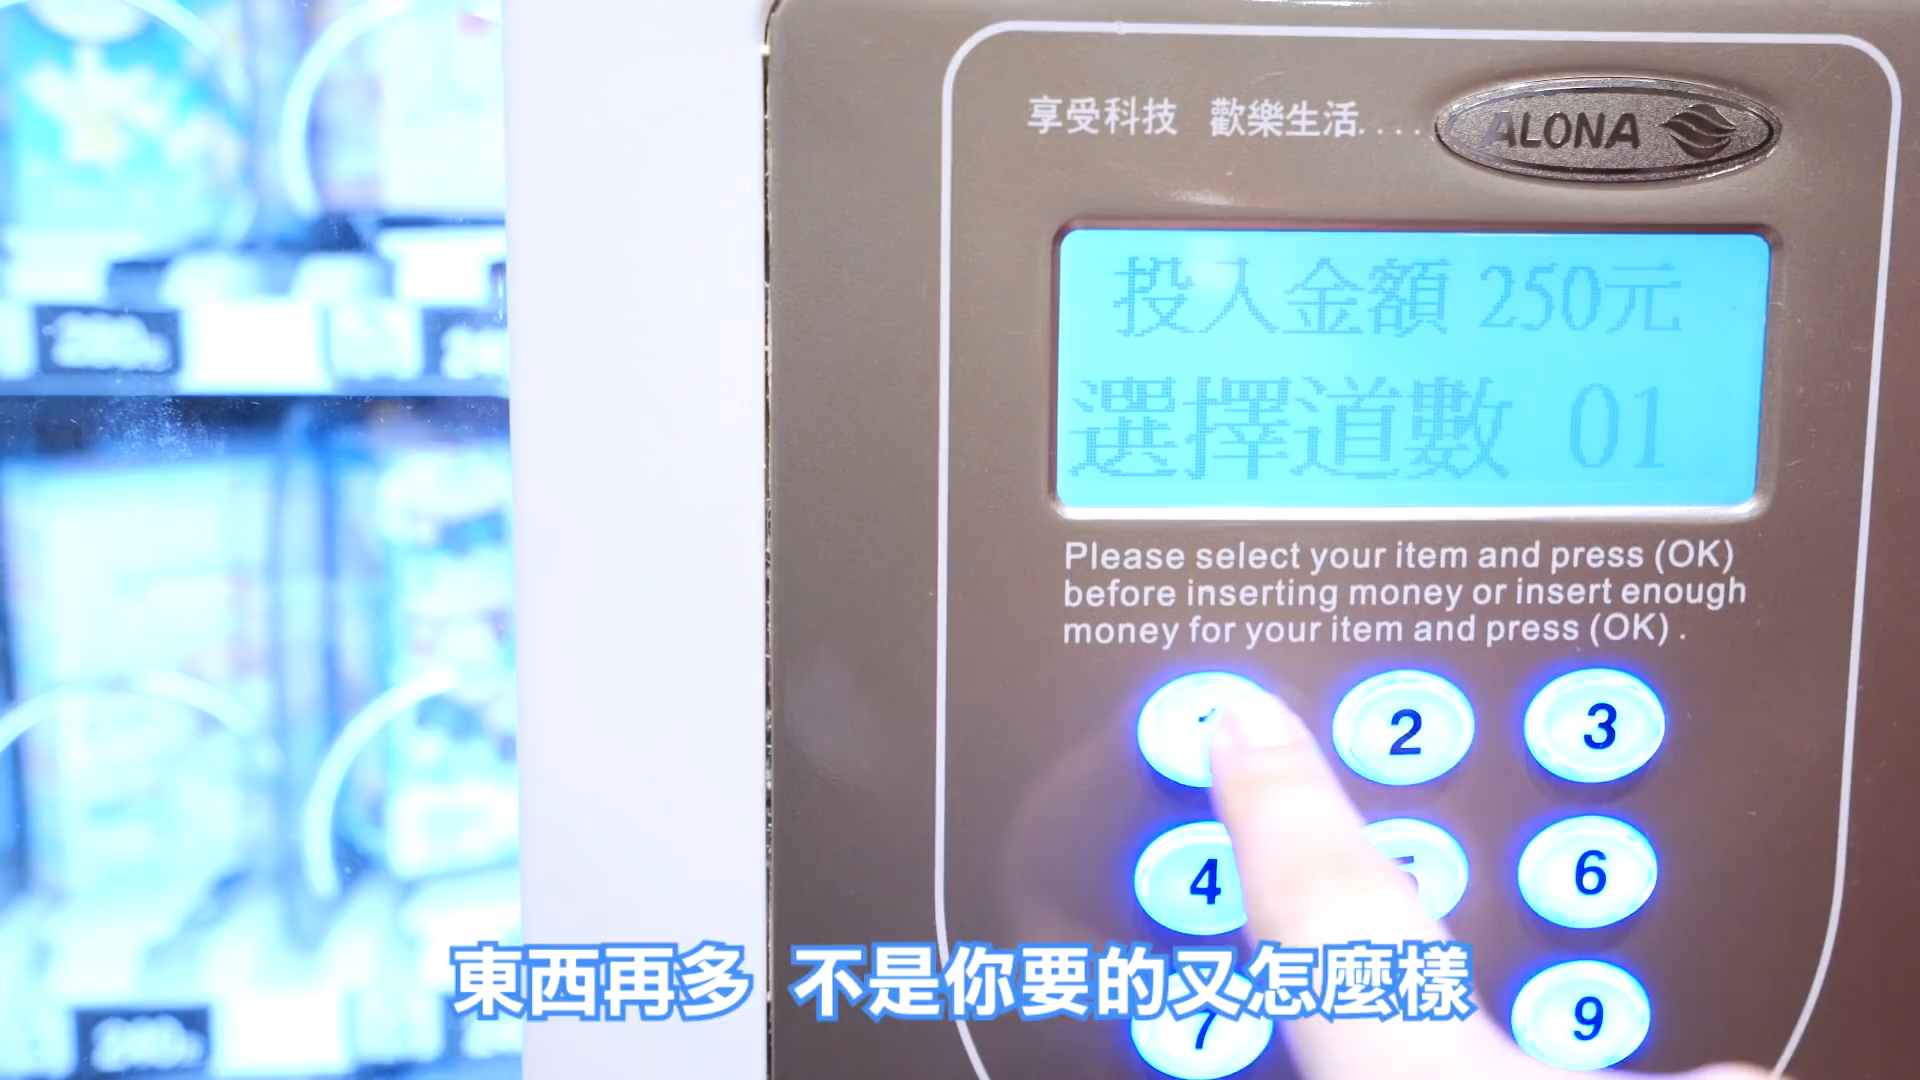 享受科技 歡樂生活....
ALONA
投入金額 250元
選擇道數 01
Please select your item and press (OK)
before inserting money or insert enough
money for your item and press (OK) .
1 2 3
4 5 6
7 9
東西再多 不是你要的又怎麼樣